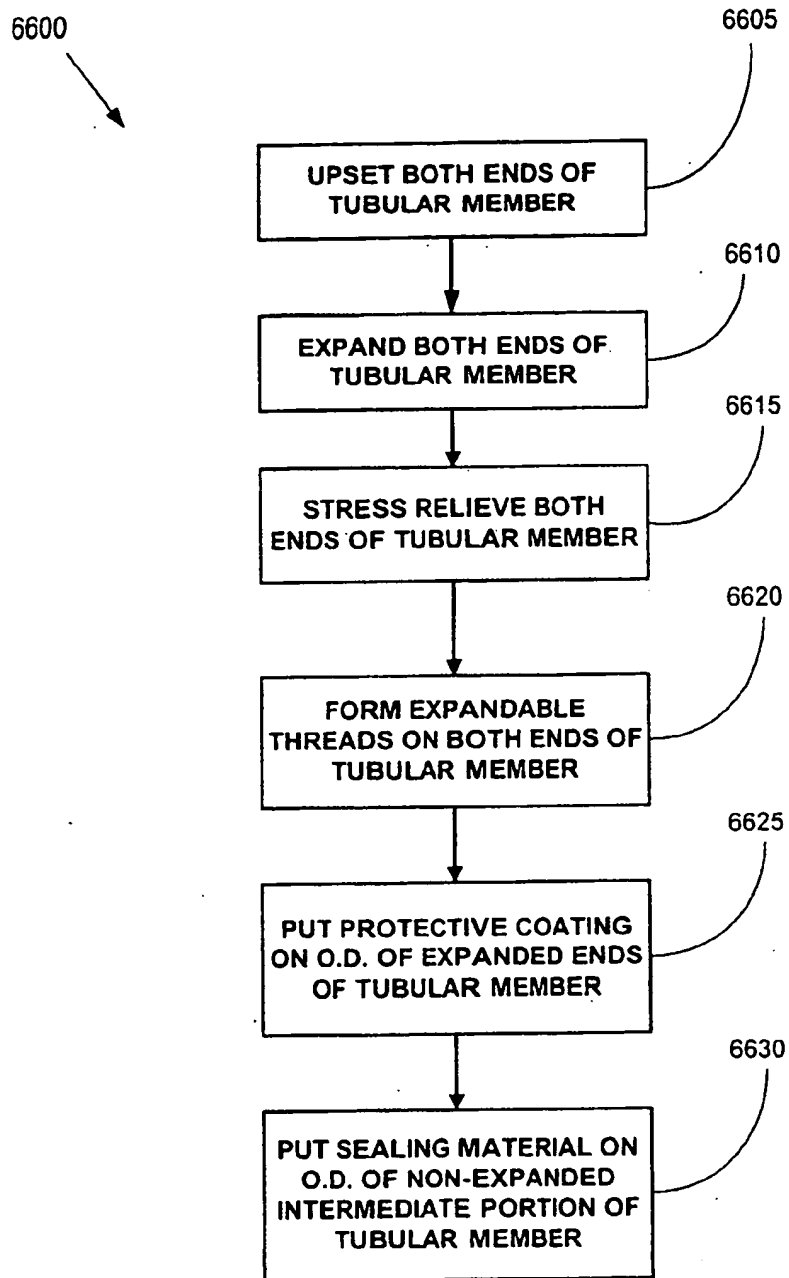 6600
6605
UPSET BOTH ENDS OF
TUBULAR MEMBER
6610
EXPAND BOTH ENDS OF
TUBULAR MEMBER
6615
STRESS RELIEVE BOTH
ENDS OF TUBULAR MEMBER
6620
FORM EXPANDABLE
THREADS ON BOTH ENDS OF
TUBULAR MEMBER
6625
PUT PROTECTIVE COATING
ON O.D. OF EXPANDED ENDS
OF TUBULAR MEMBER
6630
PUT SEALING MATERIAL ON
O.D. OF NON-EXPANDED
INTERMEDIATE PORTION OF
TUBULAR MEMBER